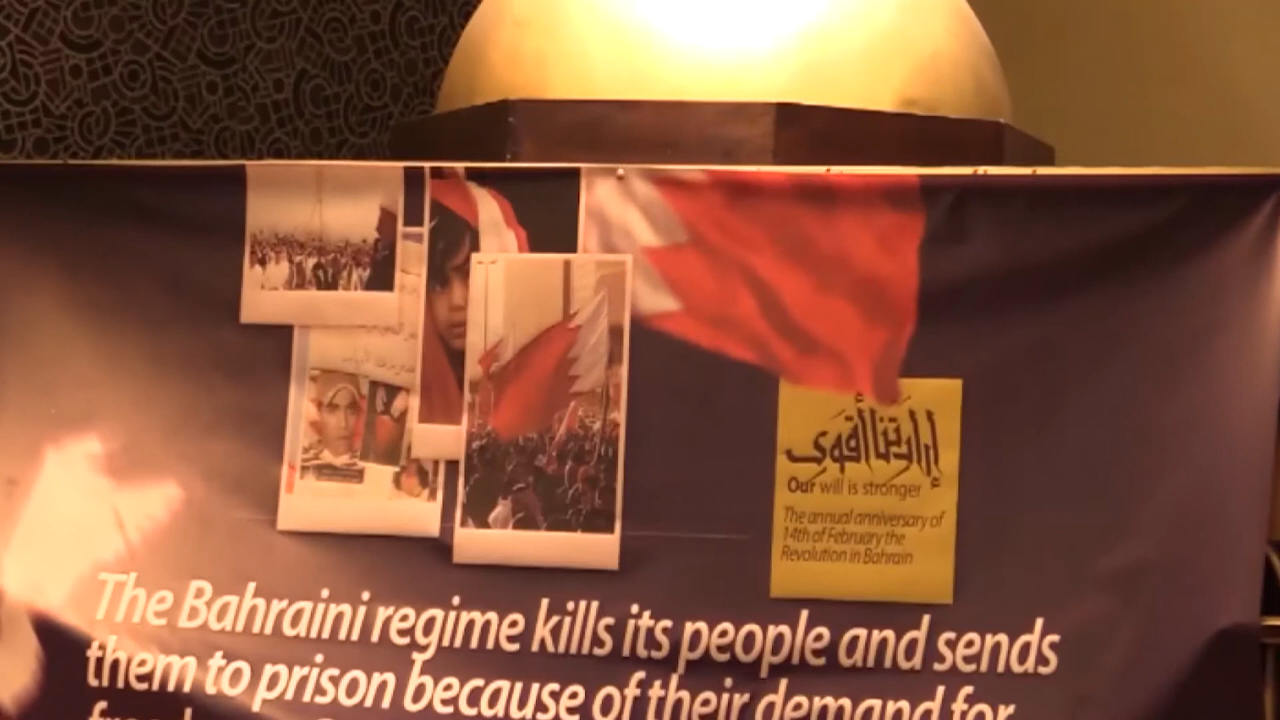 إرادتنا أقوى
Our will is stronger
The annual anniversary of
14th of February the
Revolution in Bahrain
The Bahraini regime kills its people and sends
them to prison because of their demand for